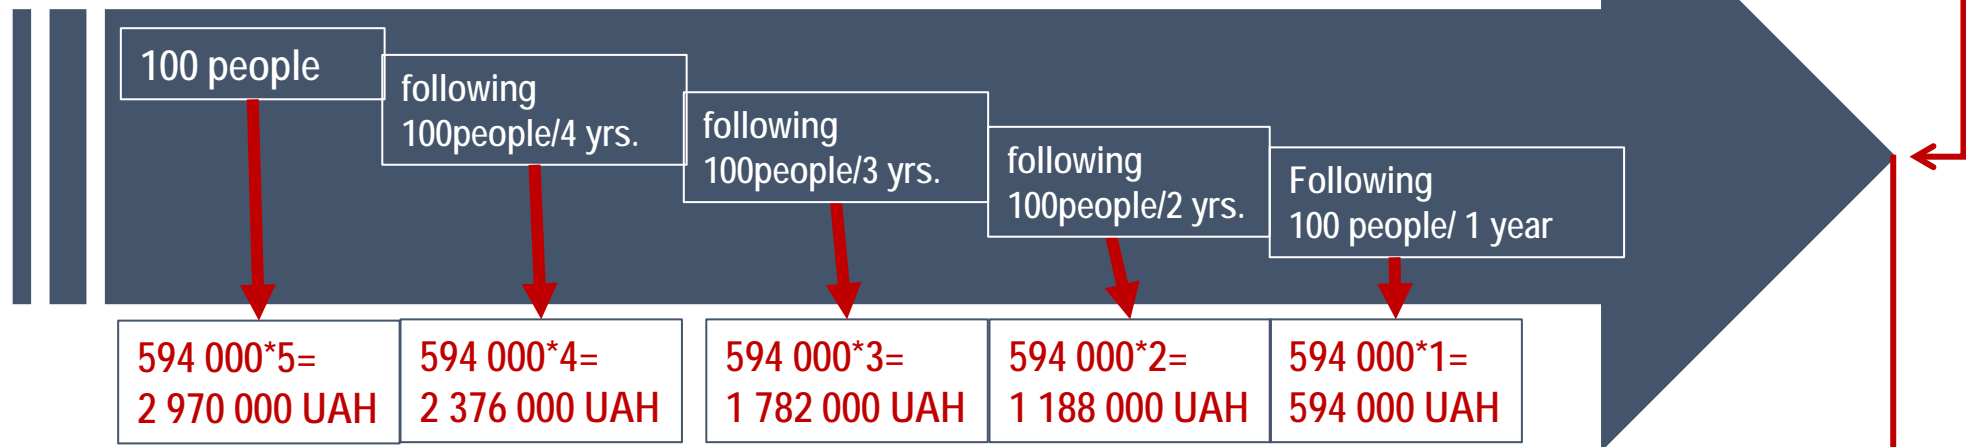 100 people
following
100people/4 yrs.
following
100people/3 yrs.
following
100people/2 yrs.
Following
100 people/ 1 year
594 000*5=
2 970 000 UAH
594 000*4=
2 376 000 UAH
594 000*3=
1 782 000 UAH
594 000*2=
1 188 000 UAH
594 000*1=
594 000 UAH